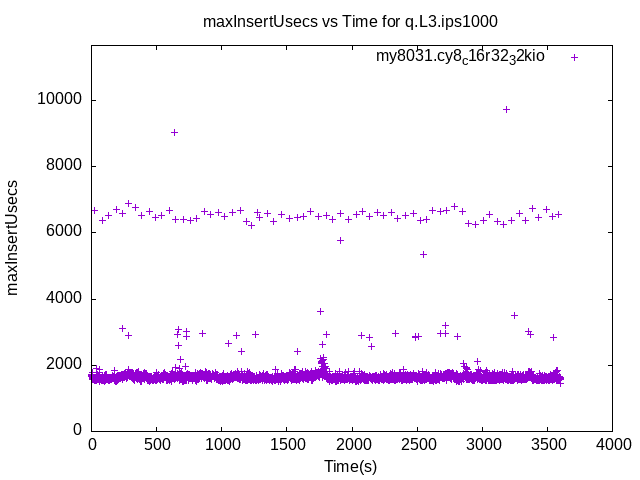 maxInsertUsecs vs Time for q.L3.ips1000
my8031.cy8c16r3232kio
maxInsertUsecs
10000
8000
6000
4000
2000
0
0 500 1000 1500 2000 2500 3000 3500 4000
Time(s)